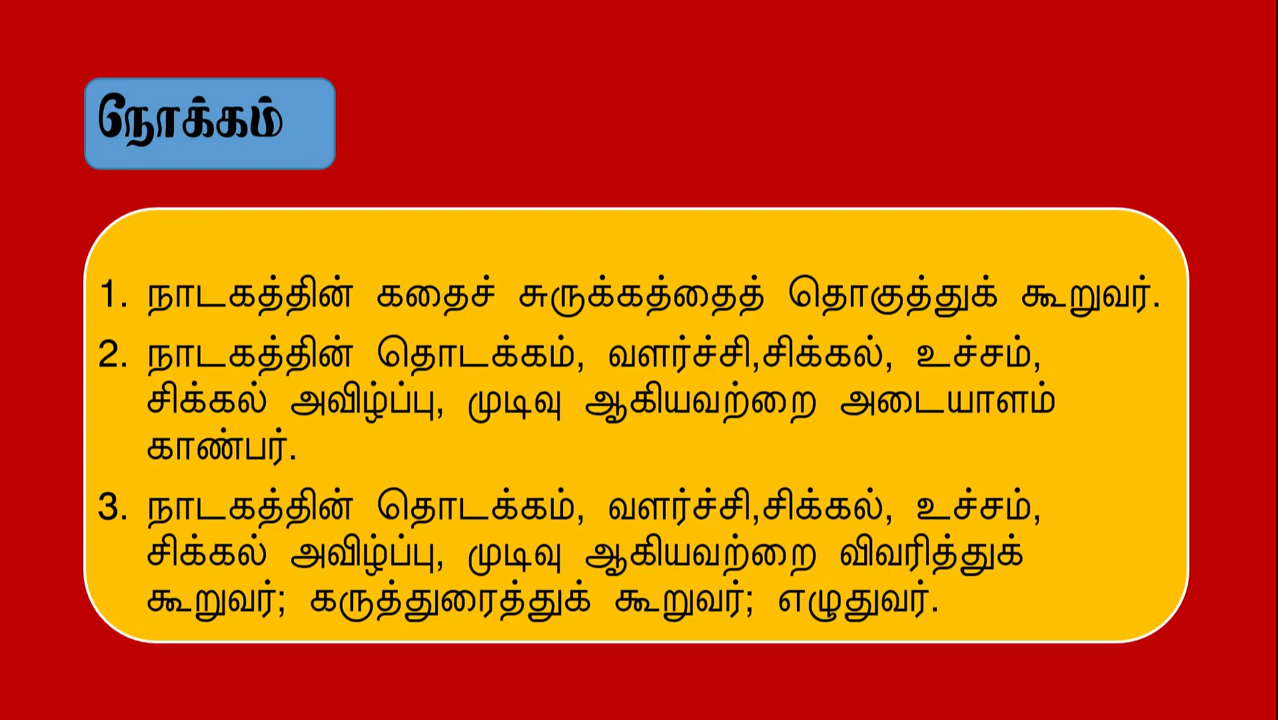 நோக்கம்
1. நாடகத்தின் கதைச் சுருக்கத்தைத் தொகுத்துக் கூறுவர்.
2. நாடகத்தின் தொடக்கம், வளர்ச்சி,சிக்கல், உச்சம்,
சிக்கல் அவிழ்ப்பு, முடிவு ஆகியவற்றை அடையாளம்
காண்பர்.
3. நாடகத்தின் தொடக்கம், வளர்ச்சி,சிக்கல், உச்சம்,
சிக்கல் அவிழ்ப்பு, முடிவு ஆகியவற்றை விவரித்துக்
கூறுவர்; கருத்துரைத்துக் கூறுவர்; எழுதுவர்.